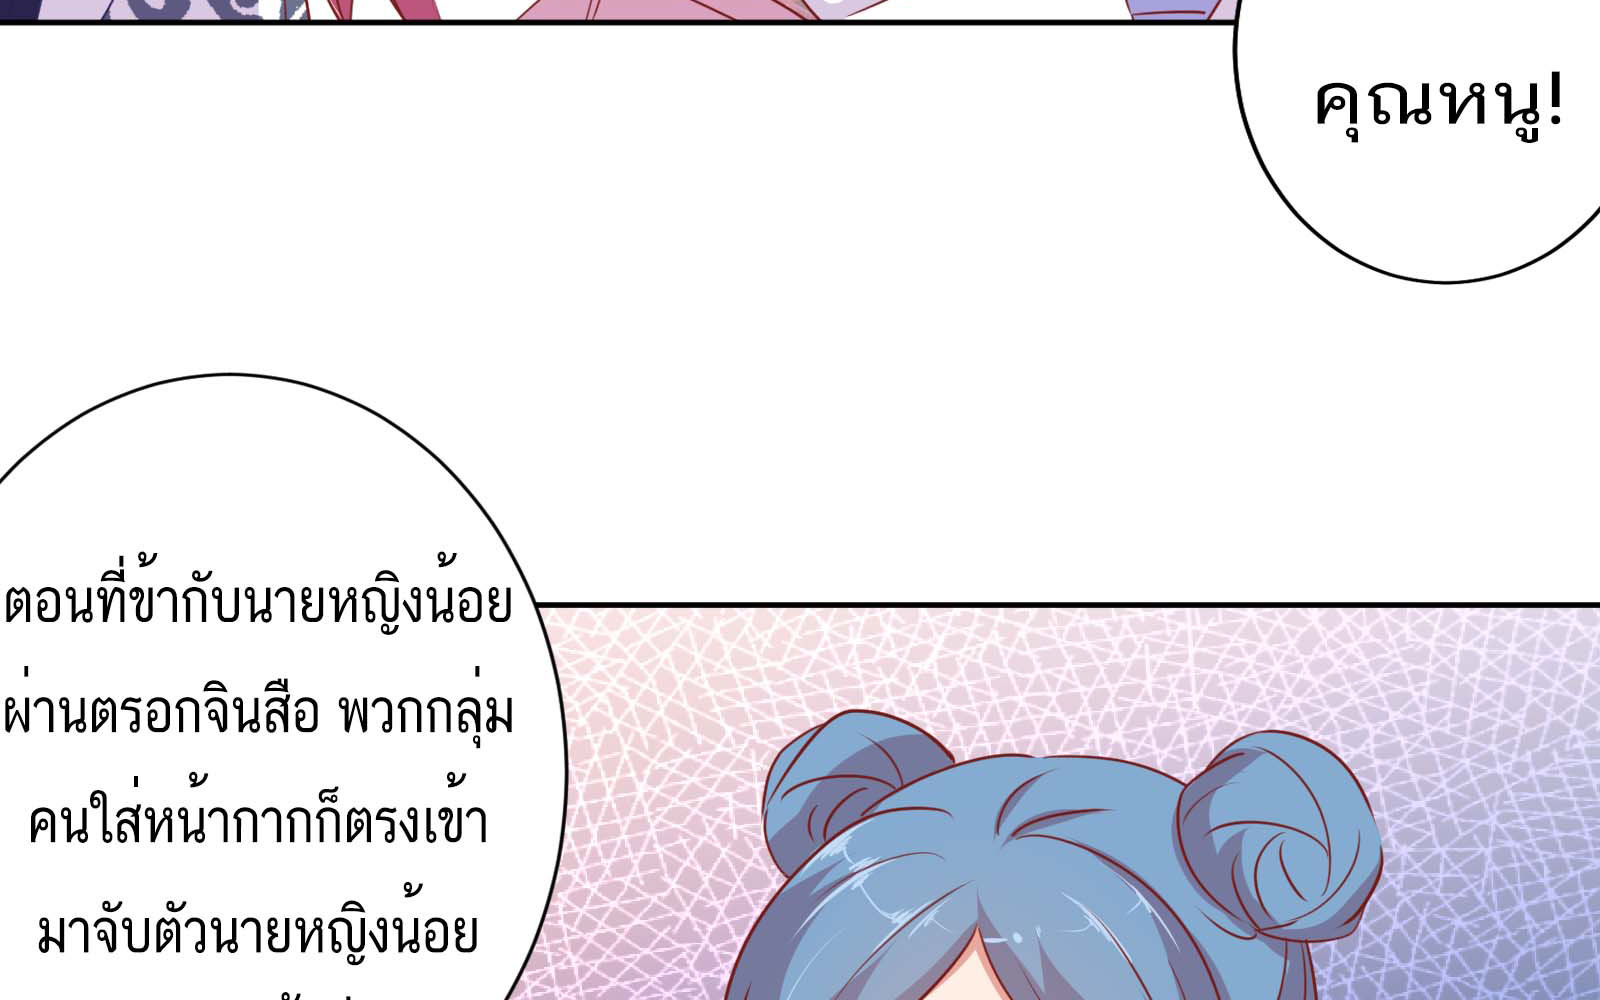 คุณหนู!
ตอนที่ข้ากับนายหญิงน้อย
ผ่านตรอกจินสือ พวกกลุ่ม
คนใส่หน้ากากก็ตรงเข้า
มาจับตัวนายหญิงน้อย